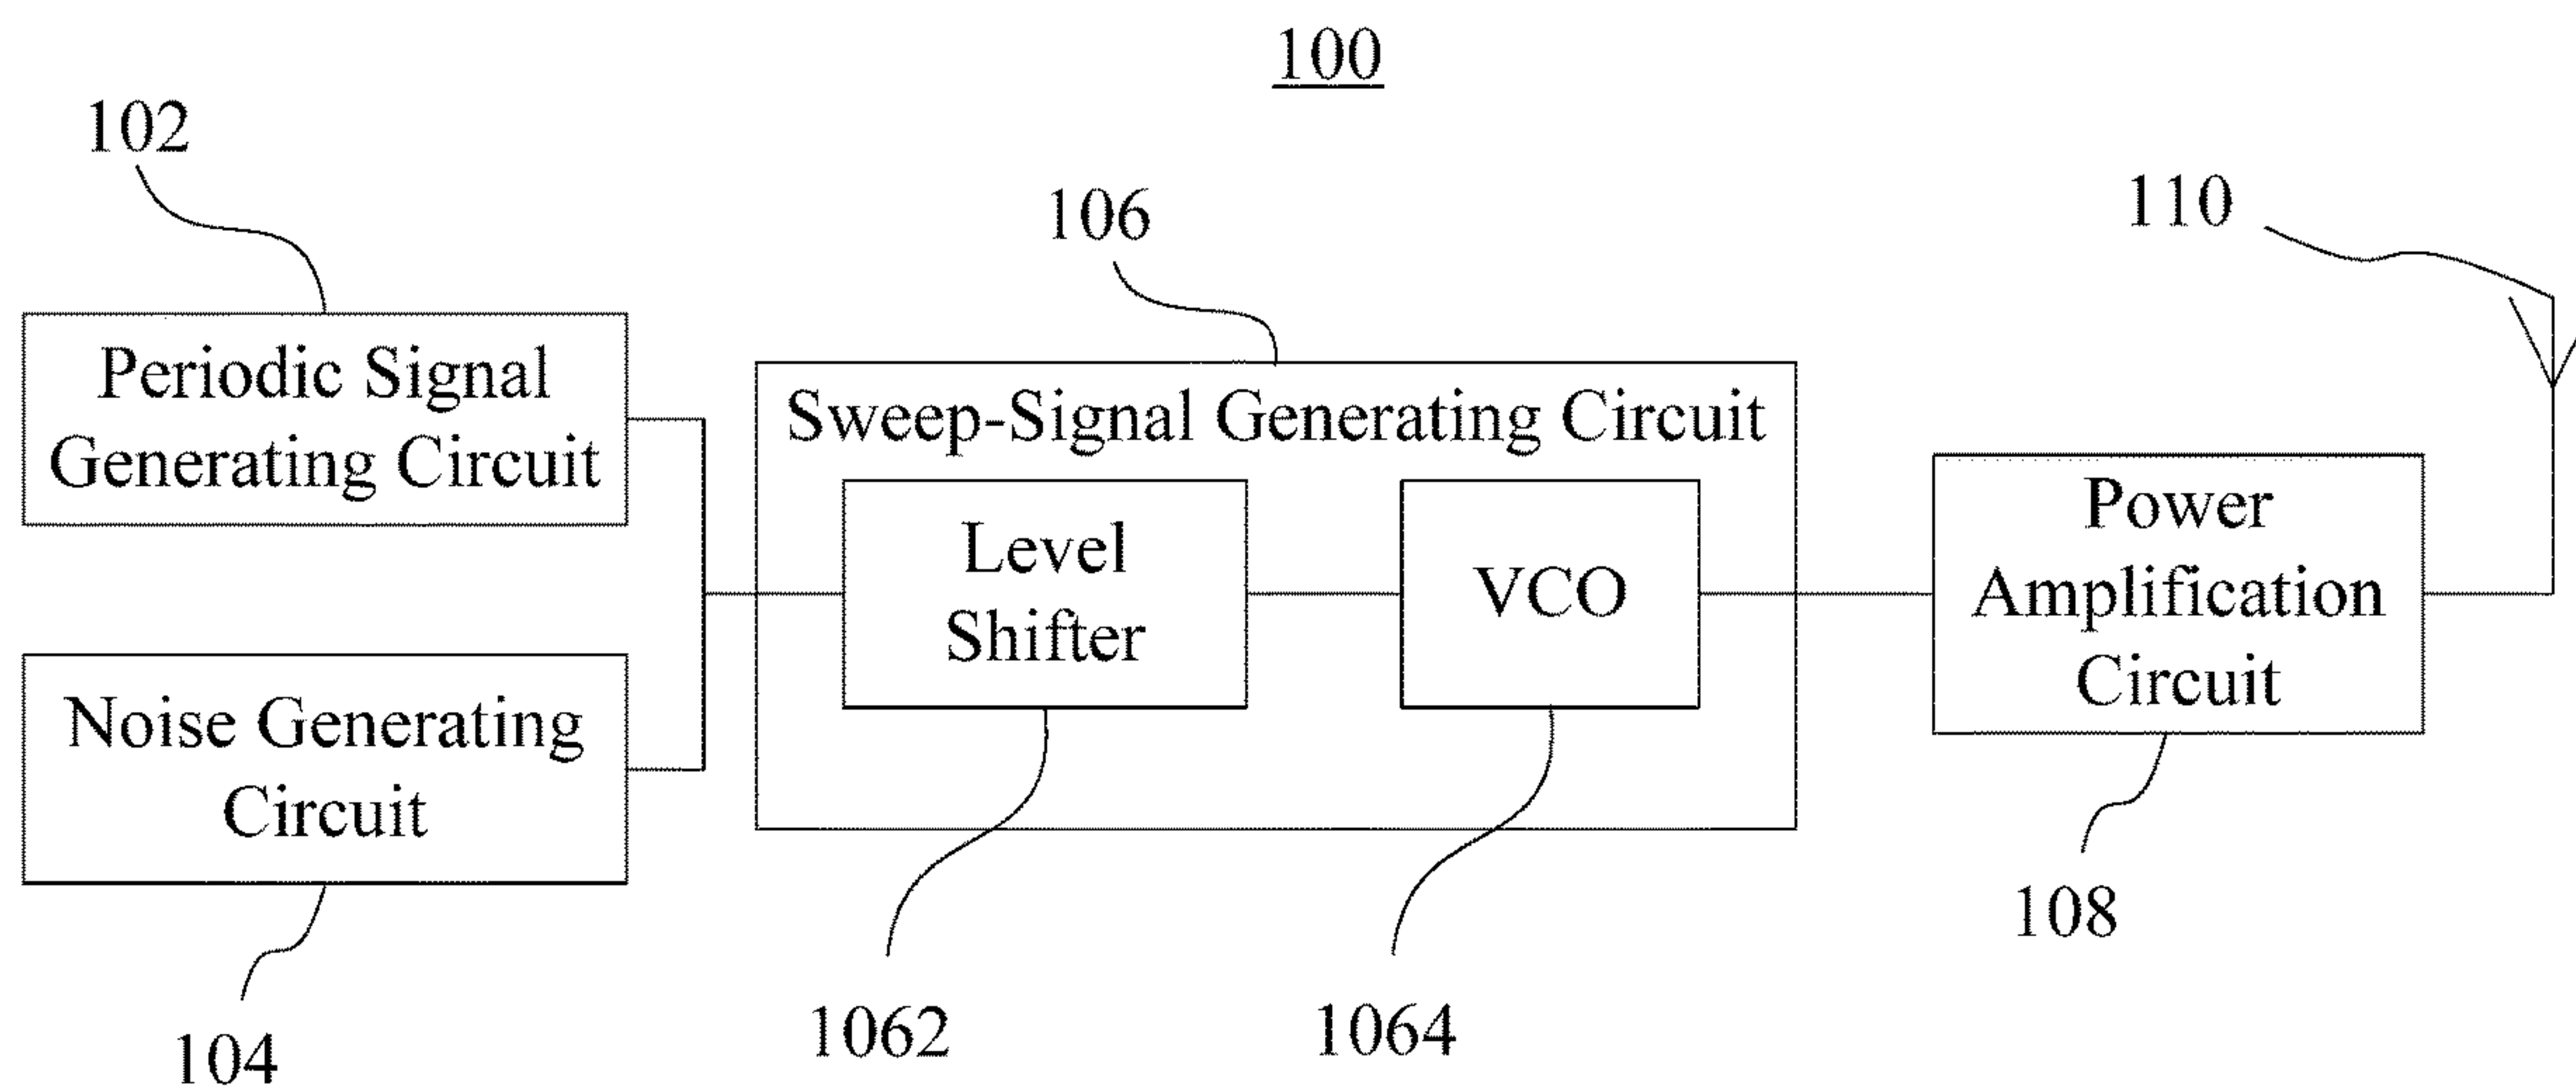 100
102
106
110
Periodic Signal
Generating Circuit
Sweep-Signal Generating Circuit
Level
Shifter
VCO
Power
Amplification
Circuit
Noise Generating
Circuit
108
1062
1064
104